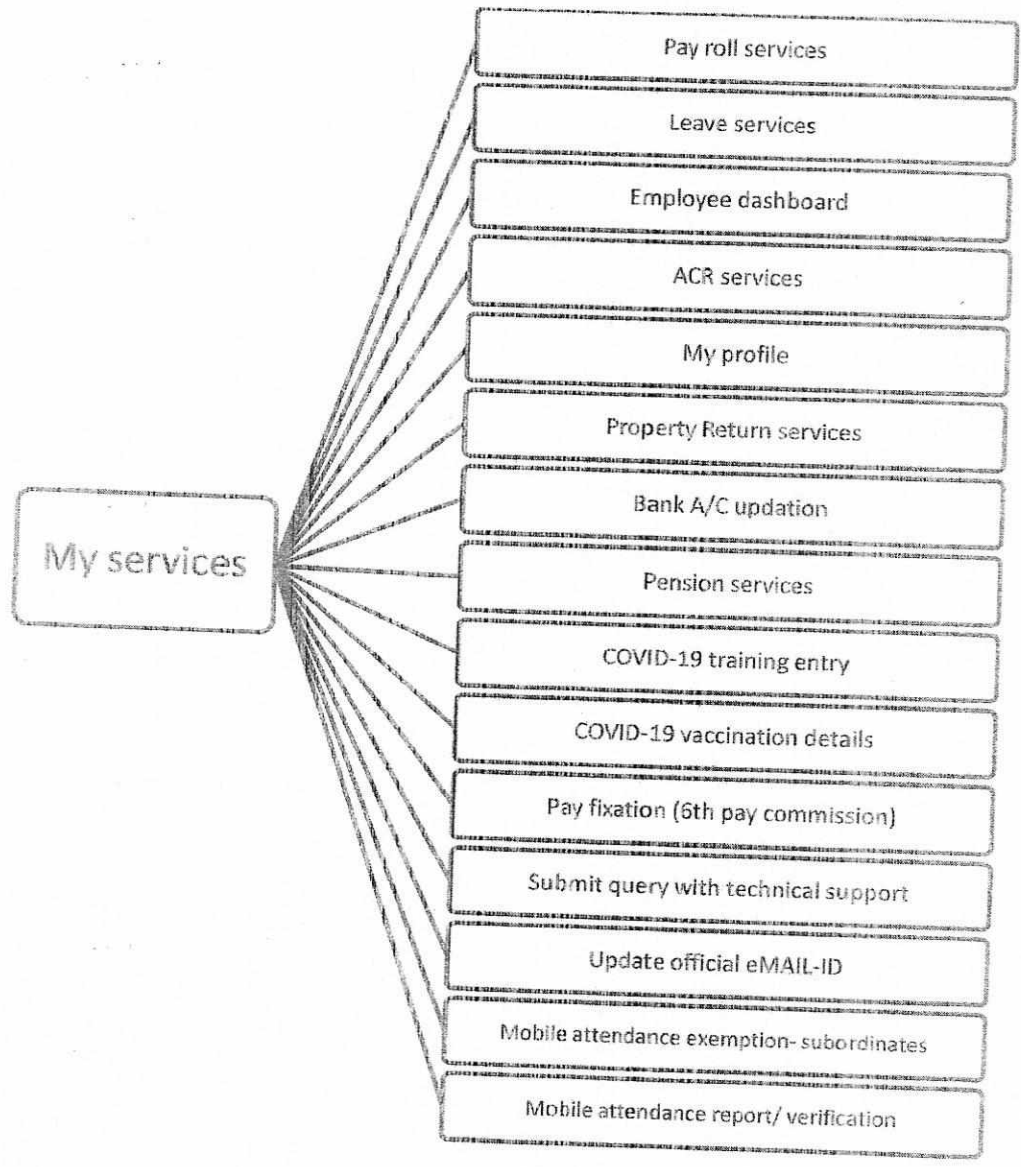 Pay roll services
Leave services
Employee dashboard
ACR services
My profile
Property Return services
Bank A/C updation
My services
Pension services
COVID-19 training entry
COVID-19 vaccination details
Pay fixation (6th pay commission)
Submit query with technical support
Update official eMAIL-ID
Mobile attendance exemption- subordinates
Mobile attendance report/ verification